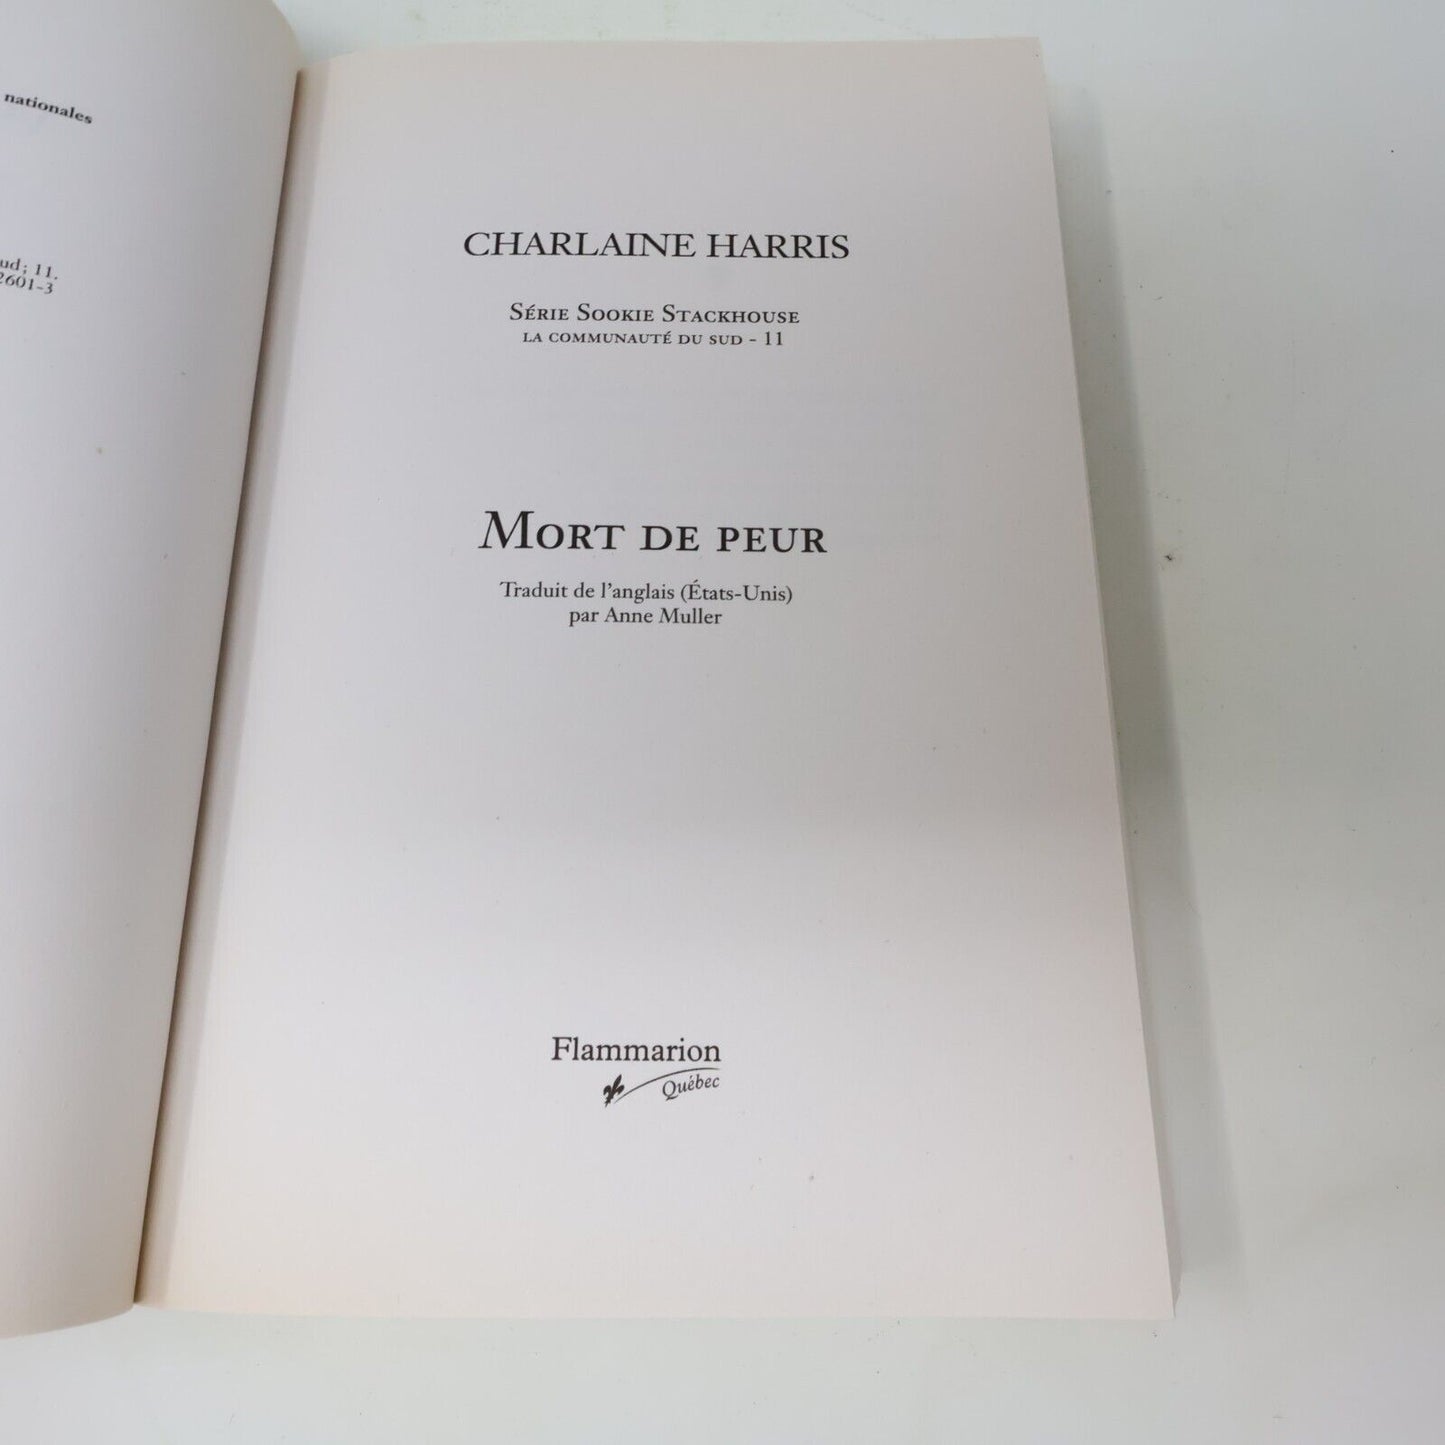 nationales
ud ; 11.
2601-3
CHARLAINE HARRIS
SÉRIE SOOKIE STACKHOUSE
LA COMMUNAUTÉ DU SUD - 11
MORT DE PEUR
Traduit de l'anglais (États-Unis)
par Anne Muller
Flammarion
Québec